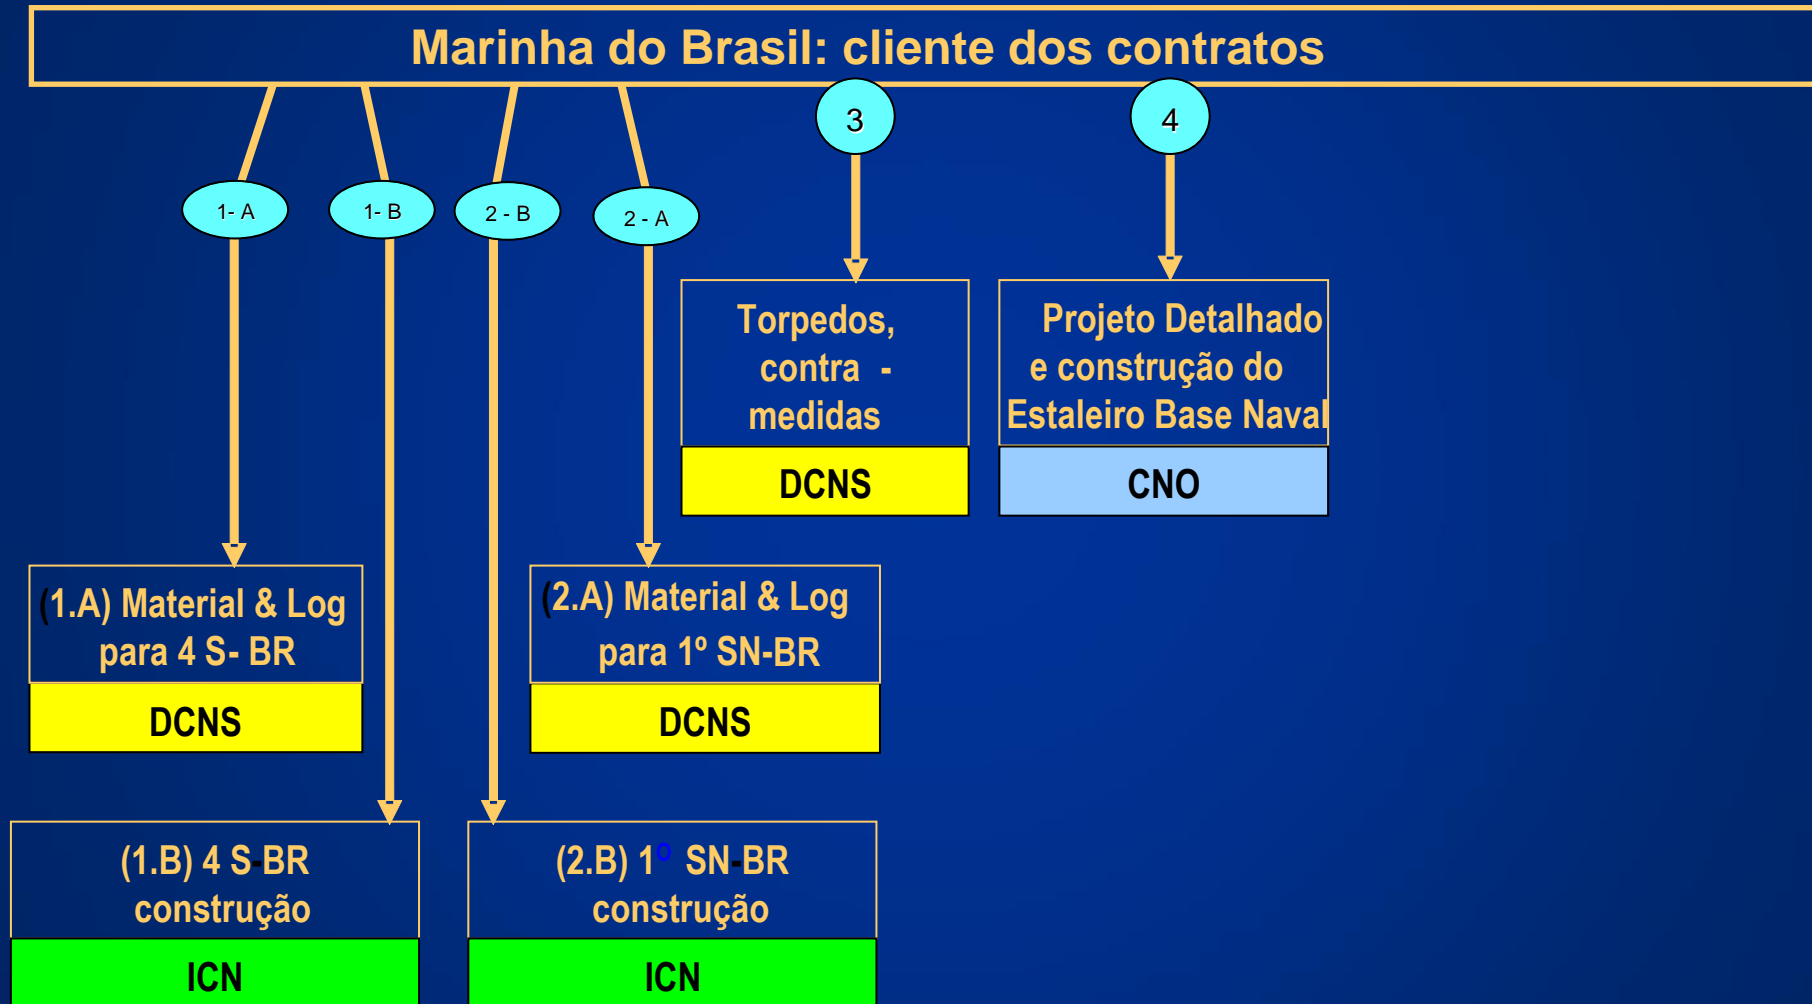 Marinha do Brasil: cliente dos contratos
3
4
1- A
1- B
2 - B
2 - A
Torpedos,
contra -
medidas
DCNS
Projeto Detalhado
e construção do
Estaleiro Base Naval
CNO
(1.A) Material & Log
para 4 S- BR
DCNS
(2.A) Material & Log
para 1º SN-BR
DCNS
(1.B) 4 S-BR
construção
ICN
(2.B) 1º SN-BR
construção
ICN